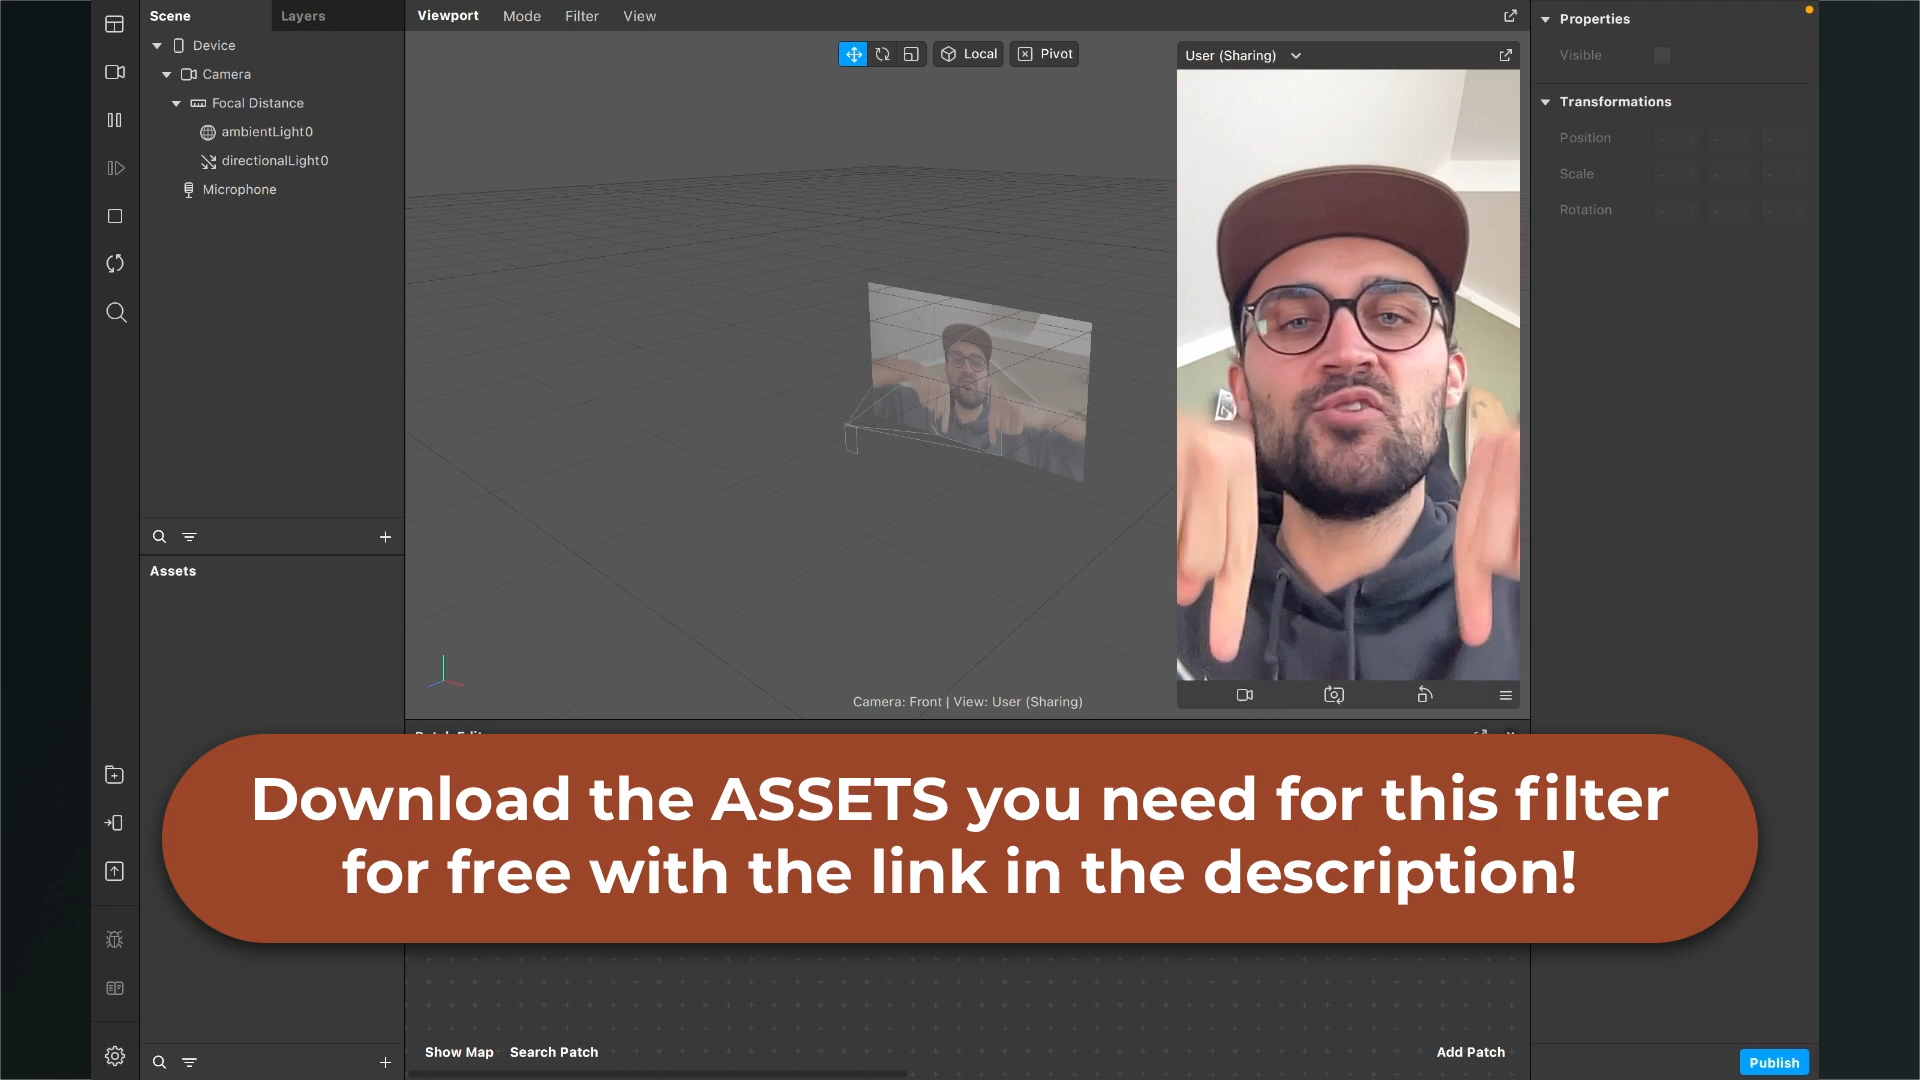 Scene
Layers
Device
Camera
Focal Distance
ambientLight0
directionalLight0
Microphone
Assets
Viewport Mode Filter View
Local
Pivot
User (Sharing)
Camera: Front | View: User (Sharing)
Properties
Visible
Transformations
Position
Scale
Rotation
Download the ASSETS you need for this filter
for free with the link in the description!
Show Map Search Patch
Add Patch
Publish